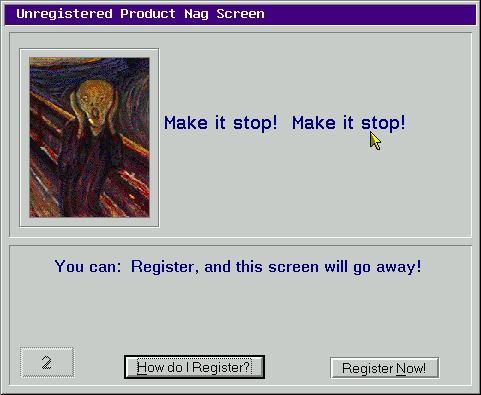 Unregistered Product Nag Screen
Make it stop!  Make it stop!
You can:  Register, and this screen will go away!
2
How do I Register?
Register Now!